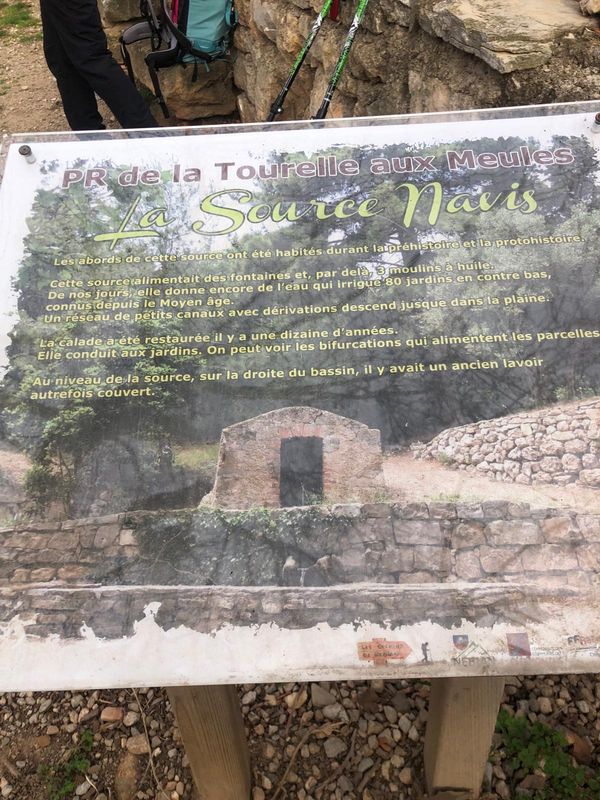 PR de la Tourelle aux Meules
La Source Navis
Les abords de cette source ont été habités durant la préhistoire et la protohistoire.
Cette source alimentait des fontaines et, par delà, 3 moulins à huile.
De nos jours, elle donne encore de l'eau qui irrigue 80 jardins en contre bas,
connus depuis le Moyen âge.
Un réseau de petits canaux avec dérivations descend jusque dans la plaine.
La calade a été restaurée il y a une dizaine d'années.
Elle conduit aux jardins. On peut voir les bifurcations qui alimentent les parcelles
Au niveau de la source, sur la droite du bassin, il y avait un ancien lavoir
autrefois couvert.